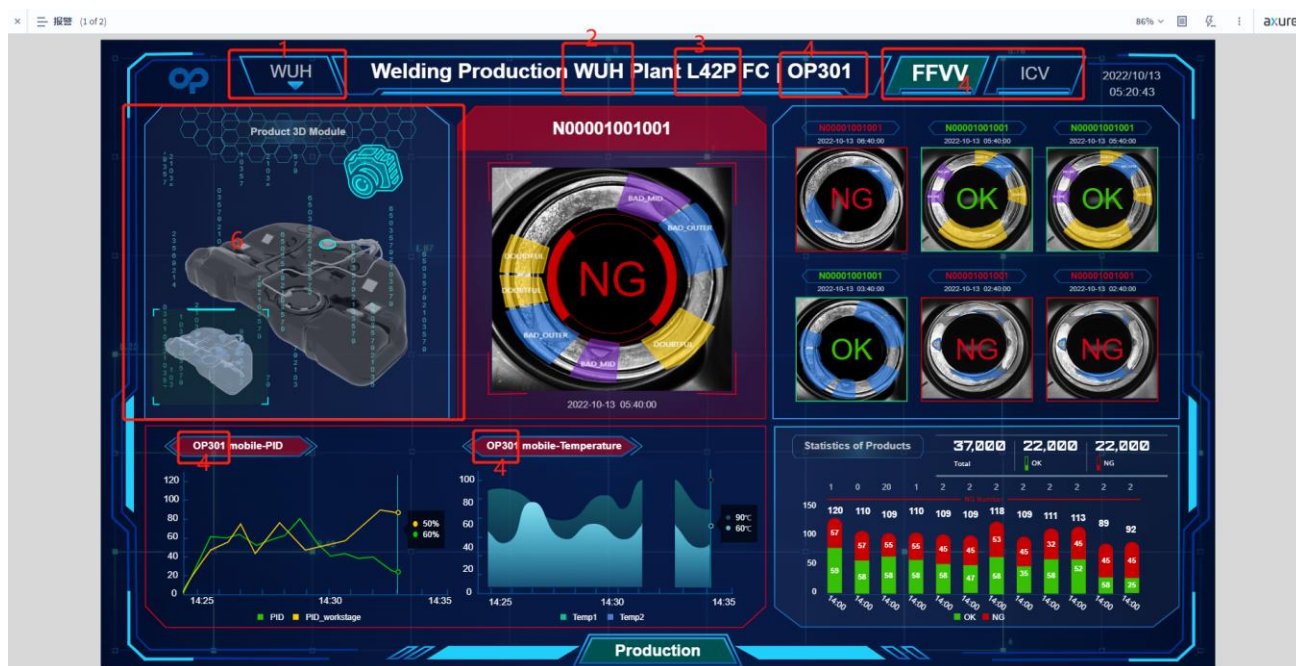 报警 (1 of 2)
86%
axure
1
2
3
4
4
WUH
Welding Production WUH Plant L42P FC | OP301
FFVV
ICV
2022/10/13
05:20:43
Product 3D Module
6
N00001001001
NG
BAD_MID
BAD_OUTER
DOUBTFUL
DOUBTFUL
BAD_OUTER
BAD_MID
DOUBTFUL
2022-10-13 05:40:00
N00001001001
N00001001001
N00001001001
2022-10-13 05:40:00
2022-10-13 05:40:00
2022-10-13 05:40:00
NG
OK
OK
N00001001001
N00001001001
N00001001001
2022-10-13 03:40:00
2022-10-13 02:40:00
2022-10-13 02:40:00
OK
NG
NG
OP301 mobile-PID
4
120
100
80
60
40
20
0
14:25
14:30
14:35
50%
60%
PID
PID_workstage
OP301 mobile-Temperature
4
100
80
60
40
20
0
14:25
14:30
14:35
90℃
60℃
Temp1
Temp2
Statistics of Products
37,000
22,000
22,000
Total
OK
NG
1 0 20 1 2 2 2 2 2 2 2 2
NG Number
150
100
50
0
120 110 109 110 109 109 118 109 111 113 89 92
57 57 55 55 45 45 53 45 32 45 45 45
59 58 58 58 58 47 58 35 58 52 58 25
14:00 14:00 14:00 14:00 14:00 14:00 14:00 14:00 14:00 14:00 14:00 14:00
OK
NG
Production